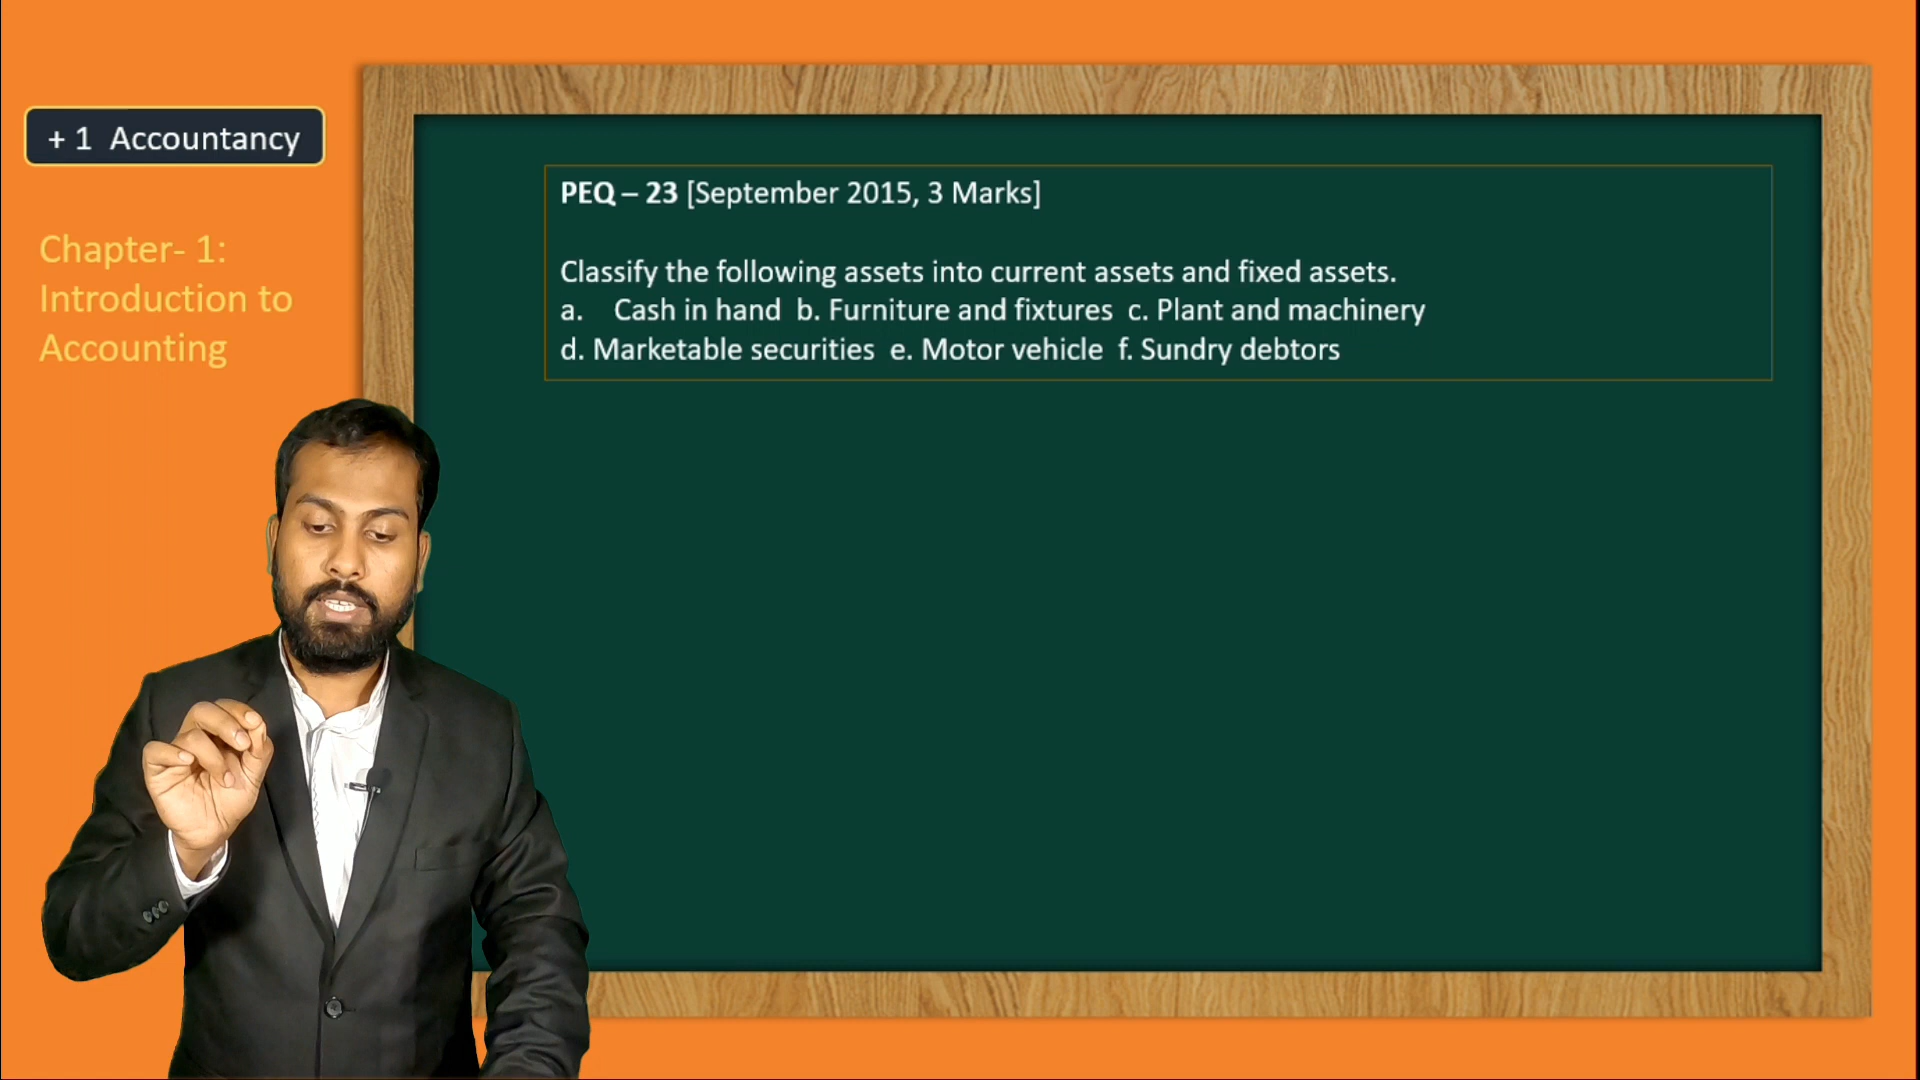 + 1 Accountancy
Chapter- 1:
Introduction to
Accounting
PEQ – 23 [September 2015, 3 Marks]
Classify the following assets into current assets and fixed assets.
a. Cash in hand b. Furniture and fixtures c. Plant and machinery
d. Marketable securities e. Motor vehicle f. Sundry debtors